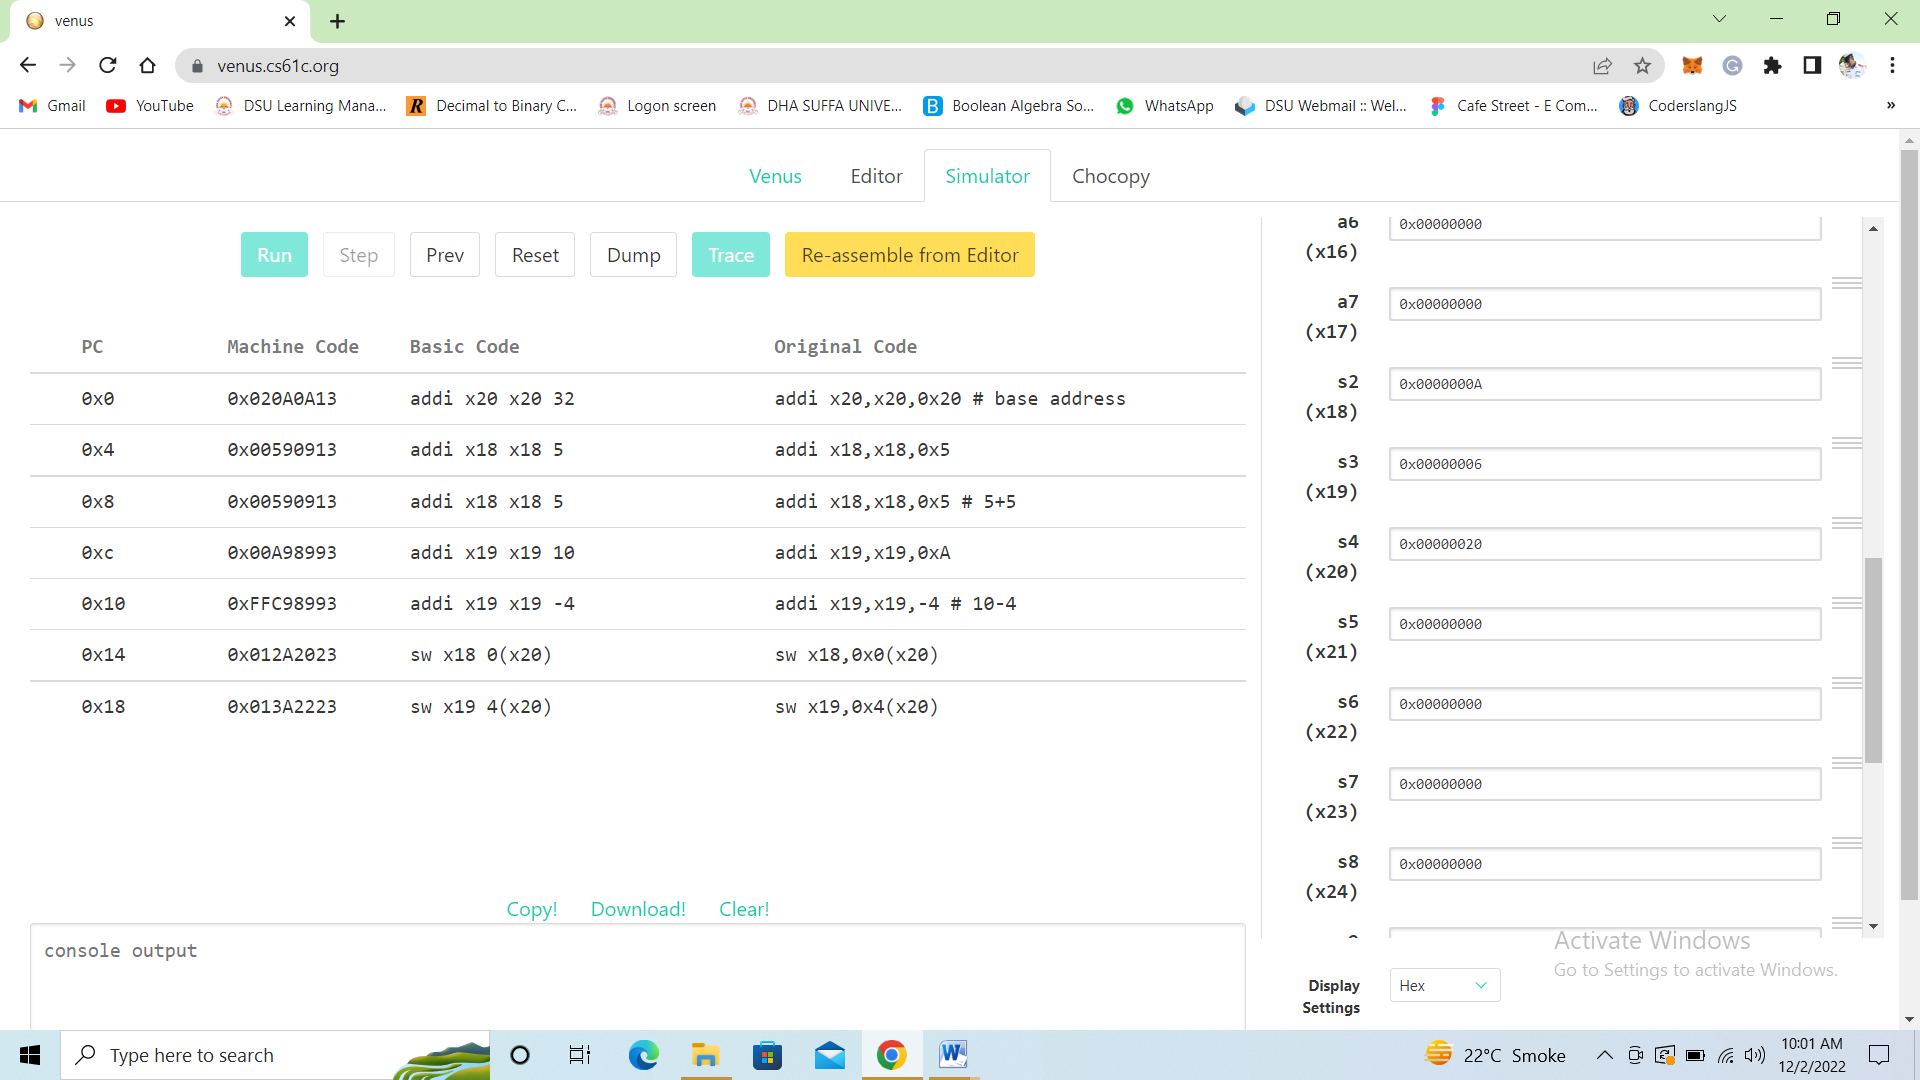 venus
venus.cs61c.org
Gmail YouTube DSU Learning Mana... Decimal to Binary C... Logon screen DHA SUFFA UNIVE... Boolean Algebra So... WhatsApp DSU Webmail :: Wel... Cafe Street - E Com... CoderslangJS »
Venus Editor Simulator Chocopy
Run Step Prev Reset Dump Trace Re-assemble from Editor
PC Machine Code Basic Code Original Code
0x0 0x020A0A13 addi x20 x20 32 addi x20,x20,0x20 # base address
0x4 0x00590913 addi x18 x18 5 addi x18,x18,0x5
0x8 0x00590913 addi x18 x18 5 addi x18,x18,0x5 # 5+5
0xc 0x00A98993 addi x19 x19 10 addi x19,x19,0xA
0x10 0xFFC98993 addi x19 x19 -4 addi x19,x19,-4 # 10-4
0x14 0x012A2023 sw x18 0(x20) sw x18,0x0(x20)
0x18 0x013A2223 sw x19 4(x20) sw x19,0x4(x20)
Copy! Download! Clear!
console output
a6 0x00000000
(x16)
a7 0x00000000
(x17)
s2 0x0000000A
(x18)
s3 0x00000006
(x19)
s4 0x00000020
(x20)
s5 0x00000000
(x21)
s6 0x00000000
(x22)
s7 0x00000000
(x23)
s8 0x00000000
(x24)
Display Settings Hex
Activate Windows
Go to Settings to activate Windows.
Type here to search
22°C Smoke
10:01 AM
12/2/2022